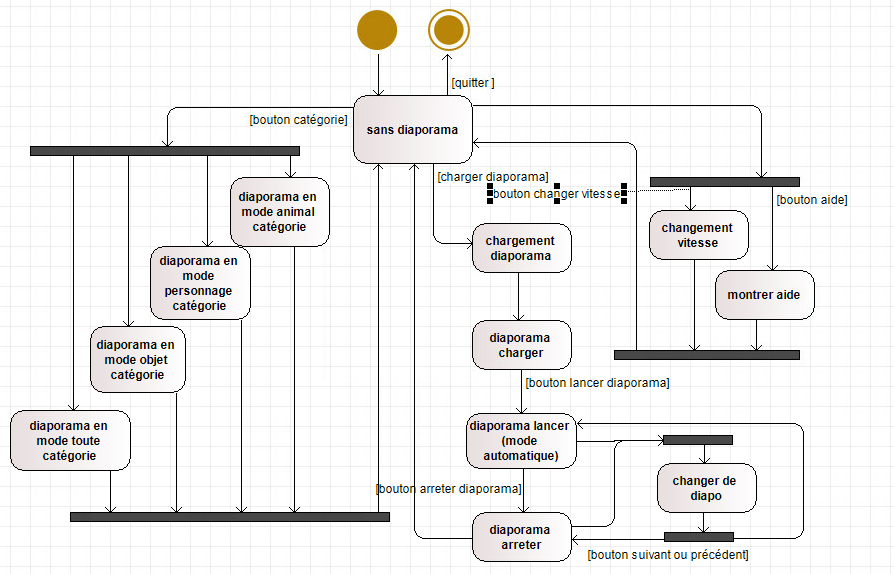 [quitter ]
[bouton catégorie]
sans diaporama
[charger diaporama]
bouton changer vitesse
[bouton aide]
diaporama en
mode animal
catégorie
chargement
diaporama
changement
vitesse
diaporama en
mode
personnage
catégorie
montrer aide
diaporama en
mode objet
catégorie
diaporama
charger
[bouton lancer diaporama]
diaporama en
mode toute
catégorie
diaporama lancer
(mode
automatique)
changer de
diapo
[bouton arreter diaporama]
diaporama
arreter
[bouton suivant ou précédent]